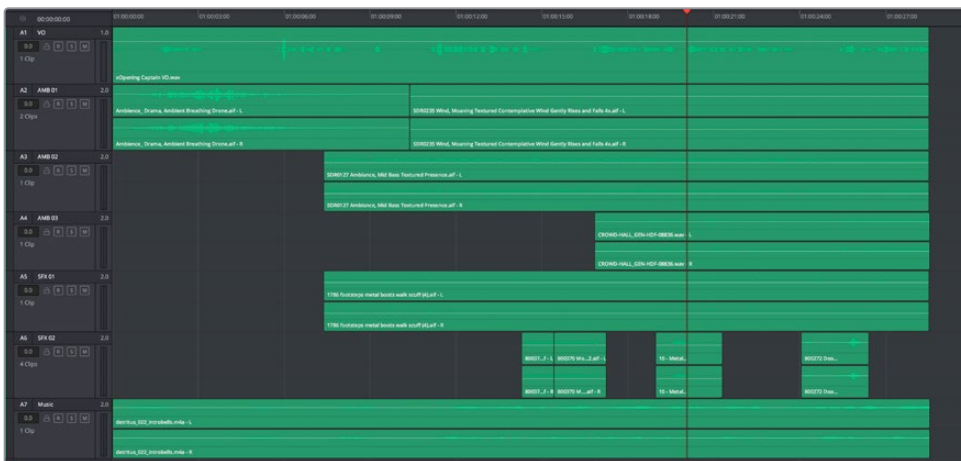 00:00:00:00 01:00:00:00 01:00:03:00 01:00:06:00 01:00:09:00 01:00:12:00 01:00:15:00 01:00:18:00 01:00:21:00 01:00:24:00 01:00:27:00
A1 VO 1.0
0.0 R S M
1 Clip
vOpening Captain VO.wav
A2 AMB 01 2.0
0.0 R S M
2 Clips
Ambience_ Drama, Ambient Breathing Drone.aif - L
SDR0235 Wind, Moaning Textured Contemplative Wind Gently Rises and Falls 4x.aif - L
Ambience_ Drama, Ambient Breathing Drone.aif - R
SDR0235 Wind, Moaning Textured Contemplative Wind Gently Rises and Falls 4x.aif - R
A3 AMB 02 2.0
0.0 R S M
1 Clip
SDR0127 Ambience, Mid Bass Textured Presence.aif - L
SDR0127 Ambience, Mid Bass Textured Presence.aif - R
A4 AMB 03 2.0
0.0 R S M
1 Clip
CROWD-HALL_GEN-HDF-08836.wav - L
CROWD-HALL_GEN-HDF-08836.wav - R
A5 SFX 01 2.0
0.0 R S M
1 Clip
1786 footsteps metal boots walk scuff (4).aif - L
1786 footsteps metal boots walk scuff (4).aif - R
A6 SFX 02 2.0
0.0 R S M
4 Clips
10 - Metal..
10 - Metal..
A7 Music 2.0
0.0 R S M
1 Clip
detritus_022_introbells.m4a - L
detritus_022_introbells.m4a - R